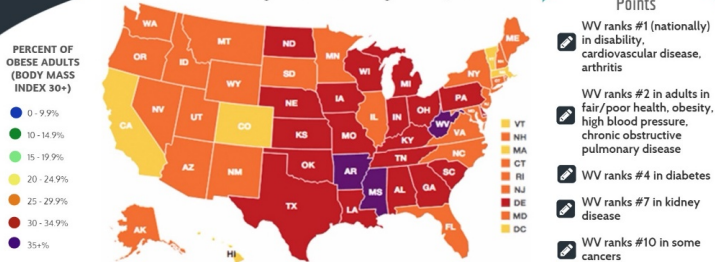 Points
PERCENT OF
OBESE ADULTS
(BODY MASS
INDEX 30+)
0 - 9.9%
10 - 14.9%
15 - 19.9%
20 - 24.9%
25 - 29.9%
30 - 34.9%
35+%
WA
OR
CA
ID
NV
MT
WY
UT
AZ
CO
NM
ND
SD
NE
KS
OK
TX
MN
IA
MO
AR
LA
WI
IL
MS
MI
IN
KY
TN
AL
OH
GA
WV
VA
NC
SC
FL
PA
NY
ME
AK
HI
VT
NH
MA
CT
RI
NJ
DE
MD
DC
WV ranks #1 (nationally)
in disability,
cardiovascular disease,
arthritis
WV ranks #2 in adults in
fair/poor health, obesity,
high blood pressure,
chronic obstructive
pulmonary disease
WV ranks #4 in diabetes
WV ranks #7 in kidney
disease
WV ranks #10 in some
cancers